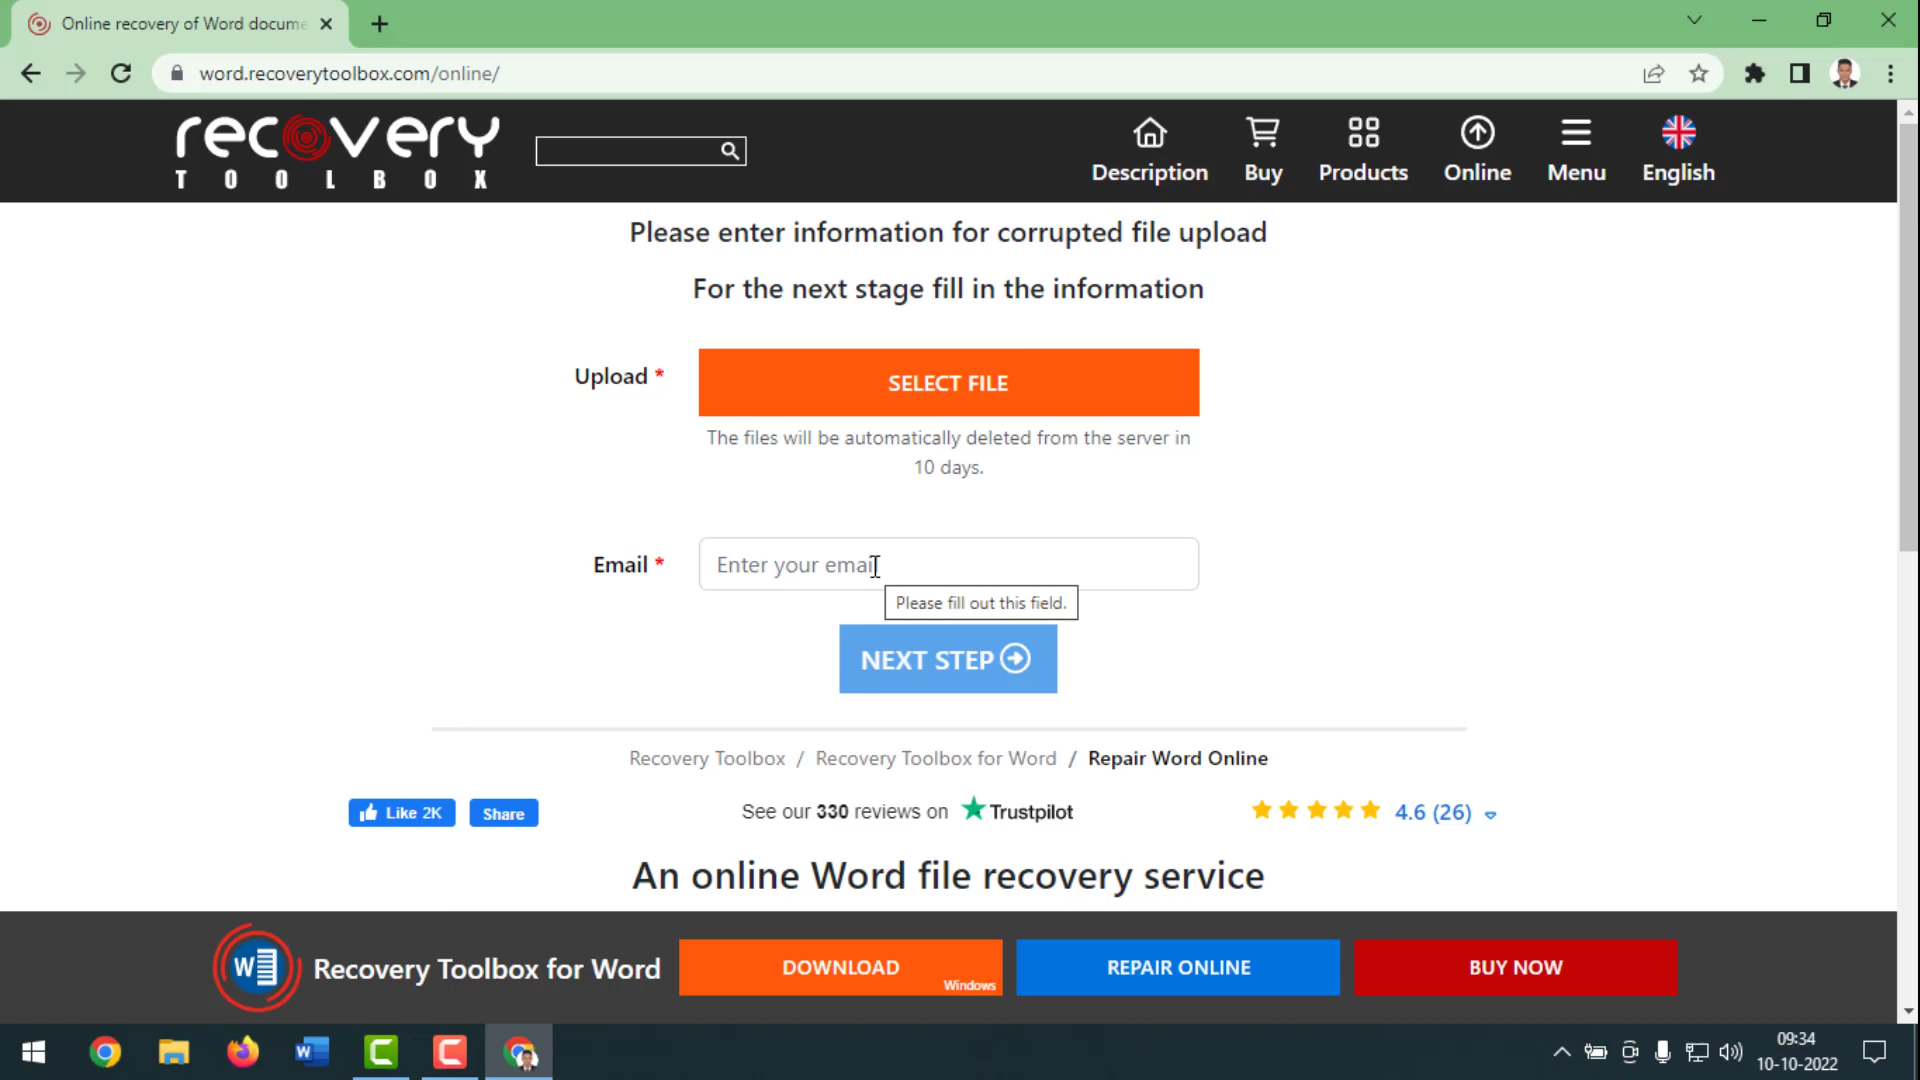 Online recovery of Word docume
word.recoverytoolbox.com/online/
recovery
TOOLBOX
Description
Buy
Products
Online
Menu
English
Please enter information for corrupted file upload
For the next stage fill in the information
Upload *
SELECT FILE
The files will be automatically deleted from the server in
10 days.
Email *
Enter your email
Please fill out this field.
NEXT STEP
Recovery Toolbox / Recovery Toolbox for Word / Repair Word Online
Like 2K
Share
See our 330 reviews on Trustpilot
4.6 (26)
An online Word file recovery service
W
Recovery Toolbox for Word
DOWNLOAD
Windows
REPAIR ONLINE
BUY NOW
W
09:34
10-10-2022